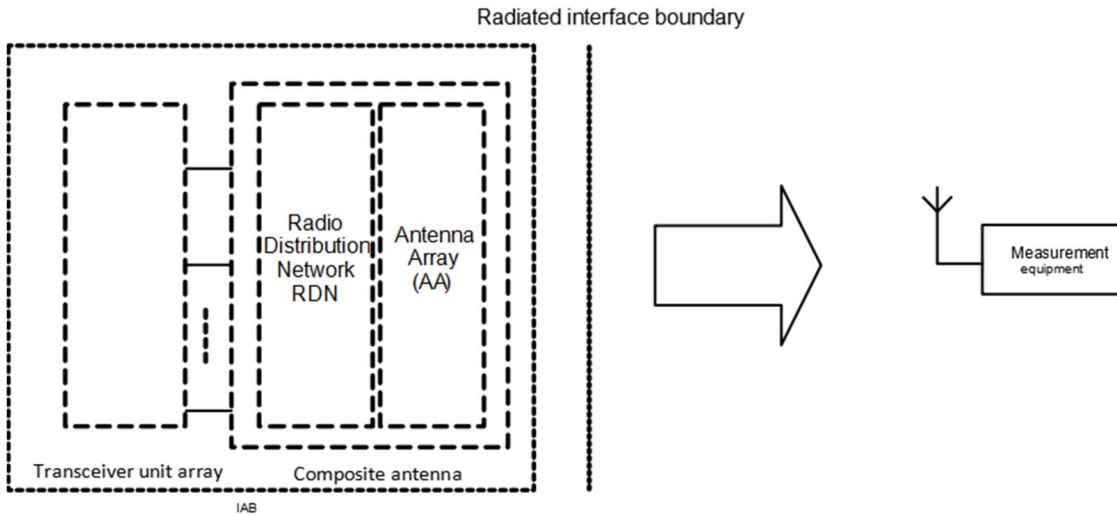 Radiated interface boundary
Radio
Distribution
Network
RDN
Antenna
Array
(AA)
Measurement
equipment
Transceiver unit array
Composite antenna
IAB